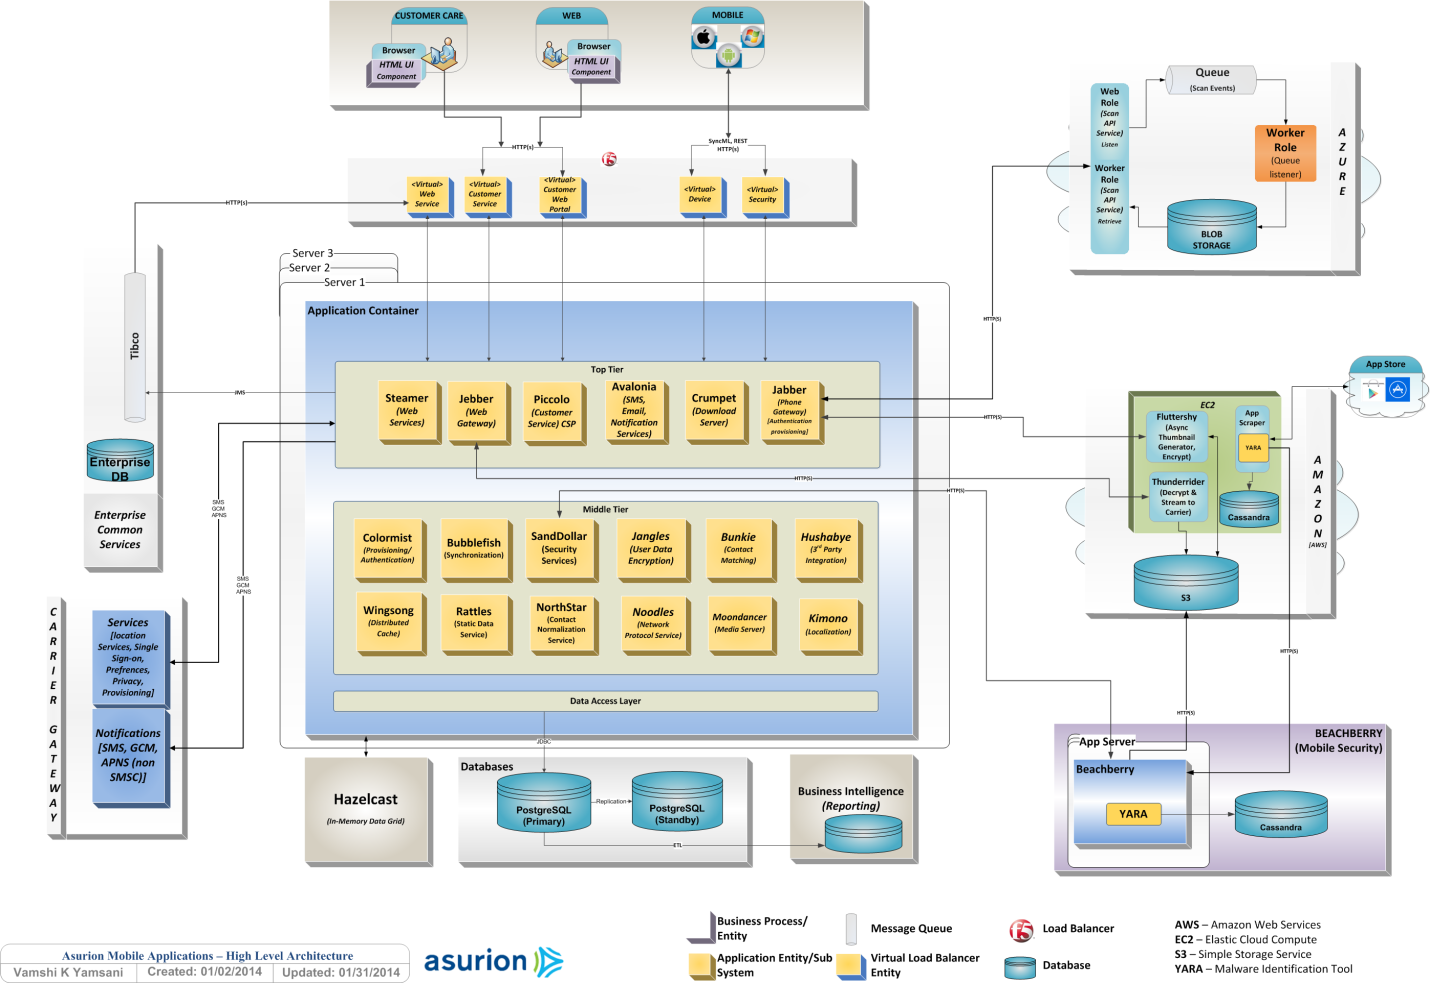 CUSTOMER CARE
Browser
HTML UI
Component
WEB
Browser
HTML UI
Component
MOBILE
HTTP(s)
SyncML, REST
HTTP(s)
f5
<Virtual>
Web
Service
<Virtual>
Customer
Service
<Virtual>
Customer
Web
Portal
<Virtual>
Device
<Virtual>
Security
HTTP(s)
Tibco
Enterprise
DB
Enterprise
Common
Services
JMS
Server 3
Server 2
Server 1
Application Container
Top Tier
Steamer
(Web
Services)
Jebber
(Web
Gateway)
Piccolo
(Customer
Service) CSP
Avalonia
(SMS,
Email,
Notification
Services)
Crumpet
(Download
Server)
Jabber
(Phone
Gateway)
[Authentication
provisioning]
Middle Tier
Colormist
(Provisioning/
Authentication)
Bubblefish
(Synchronization)
SandDollar
(Security
Services)
Jangles
(User Data
Encryption)
Bunkie
(Contact
Matching)
Hushabye
(3rd Party
Integration)
Wingsong
(Distributed
Cache)
Rattles
(Static Data
Service)
NorthStar
(Contact
Normalization
Service)
Noodles
(Network
Protocol Service)
Moondancer
(Media Server)
Kimono
(Localization)
Data Access Layer
JDBC
SMS
GCM
APNS
SMS
GCM
APNS
CARRIER GATEWAY
Services
[location
Services, Single
Sign-on,
Prefrences,
Privacy,
Provisioning]
Notifications
[SMS, GCM,
APNS (non
SMSC)]
Hazelcast
(In-Memory Data Grid)
Databases
PostgreSQL
(Primary)
Replication
PostgreSQL
(Standby)
ETL
Business Intelligence
(Reporting)
Web
Role
(Scan
API
Service)
Listen
Worker
Role
(Scan
API
Service)
Retrieve
Queue
(Scan Events)
Worker
Role
(Queue
listener)
BLOB
STORAGE
AZURE
HTTP(S)
HTTP(S)
HTTP(S)
HTTP(S)
EC2
Fluttershy
(Async
Thumbnail
Generator,
Encrypt)
App
Scraper
YARA
Thunderrider
(Decrypt &
Stream to
Carrier)
Cassandra
S3
AMAZON
[AWS]
App Store
HTTP(S)
HTTP(S)
BEACHBERRY
(Mobile Security)
App Server
Beachberry
YARA
Cassandra
Asurion Mobile Applications – High Level Architecture
Vamshi K Yamsani
Created: 01/02/2014
Updated: 01/31/2014
asurion
Business Process/
Entity
Message Queue
f5
Load Balancer
Application Entity/Sub
System
Virtual Load Balancer
Entity
Database
AWS – Amazon Web Services
EC2 – Elastic Cloud Compute
S3 – Simple Storage Service
YARA – Malware Identification Tool